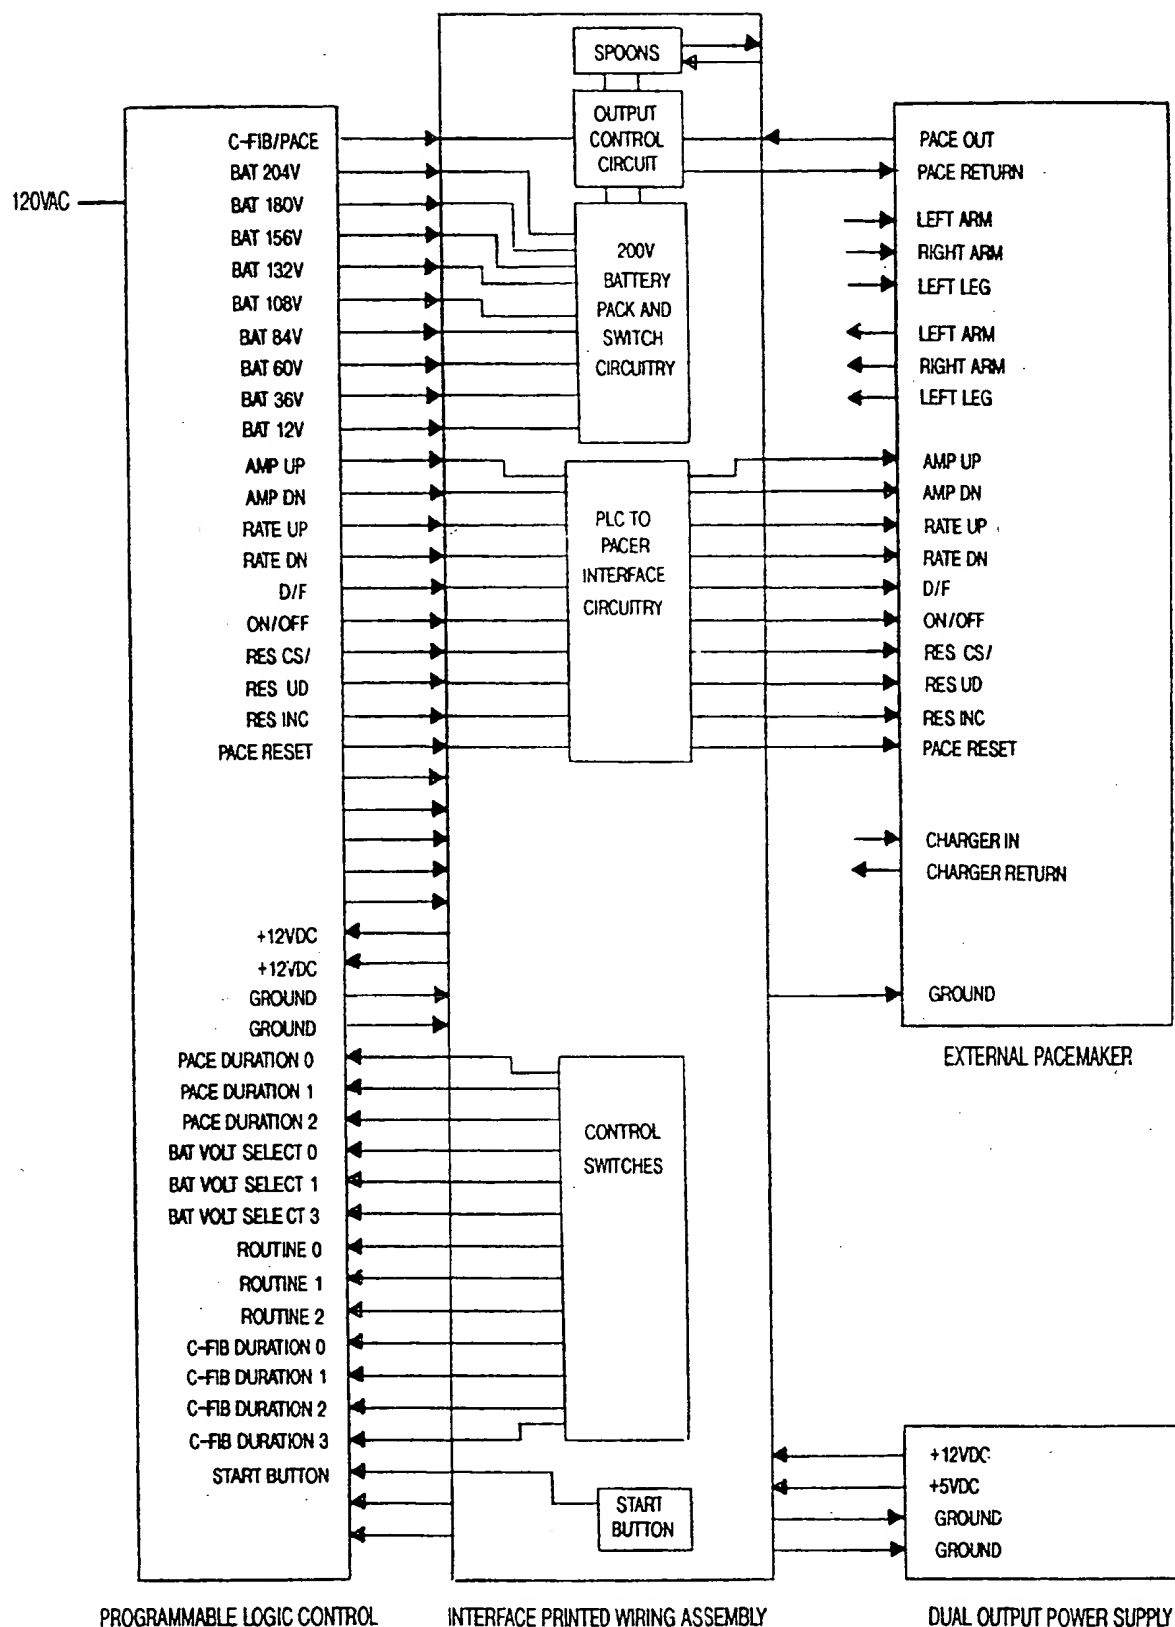 SPOONS
OUTPUT
CONTROL
CIRCUIT
200V
BATTERY
PACK AND
SWITCH
CIRCUITRY
PLC TO
PACER
INTERFACE
CIRCUITRY
CONTROL
SWITCHES
START
BUTTON
120VAC
C-FIB/PACE
BAT 204V
BAT 180V
BAT 156V
BAT 132V
BAT 108V
BAT 84V
BAT 60V
BAT 36V
BAT 12V
AMP UP
AMP DN
RATE UP
RATE DN
D/F
ON/OFF
RES CS/
RES UD
RES INC
PACE RESET
+12VDC
+12VDC
GROUND
GROUND
PACE DURATION 0
PACE DURATION 1
PACE DURATION 2
BAT VOLT SELECT 0
BAT VOLT SELECT 1
BAT VOLT SELECT 3
ROUTINE 0
ROUTINE 1
ROUTINE 2
C-FIB DURATION 0
C-FIB DURATION 1
C-FIB DURATION 2
C-FIB DURATION 3
START BUTTON
PACE OUT
PACE RETURN
LEFT ARM
RIGHT ARM
LEFT LEG
LEFT ARM
RIGHT ARM
LEFT LEG
AMP UP
AMP DN
RATE UP
RATE DN
D/F
ON/OFF
RES CS/
RES UD
RES INC
PACE RESET
CHARGER IN
CHARGER RETURN
GROUND
EXTERNAL PACEMAKER
+12VDC
+5VDC
GROUND
GROUND
PROGRAMMABLE LOGIC CONTROL
INTERFACE PRINTED WIRING ASSEMBLY
DUAL OUTPUT POWER SUPPLY